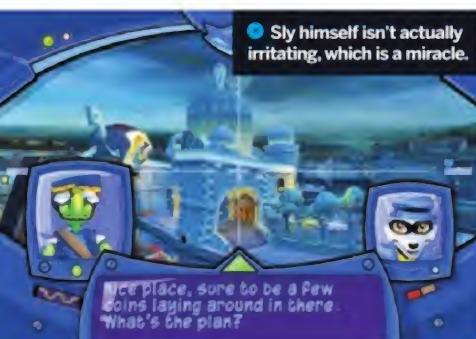 Sly himself isn't actually
irritating, which is a miracle.
Nice place, sure to be a few
coins laying around in there.
What's the plan?